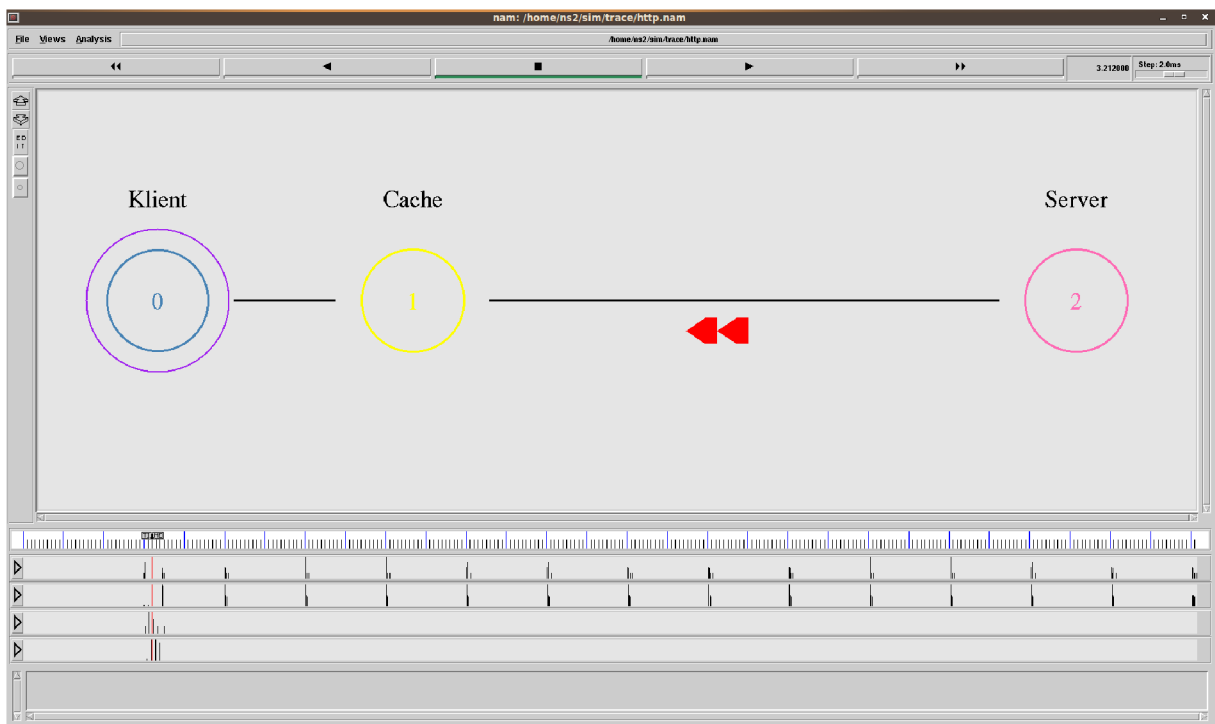 nam: /home/ns2/sim/trace/http.nam
File Views Analysis /home/ns2/sim/trace/http.nam
3.212000 Step: 2.0ms
E D
I T
Klient Cache Server
0 1 2